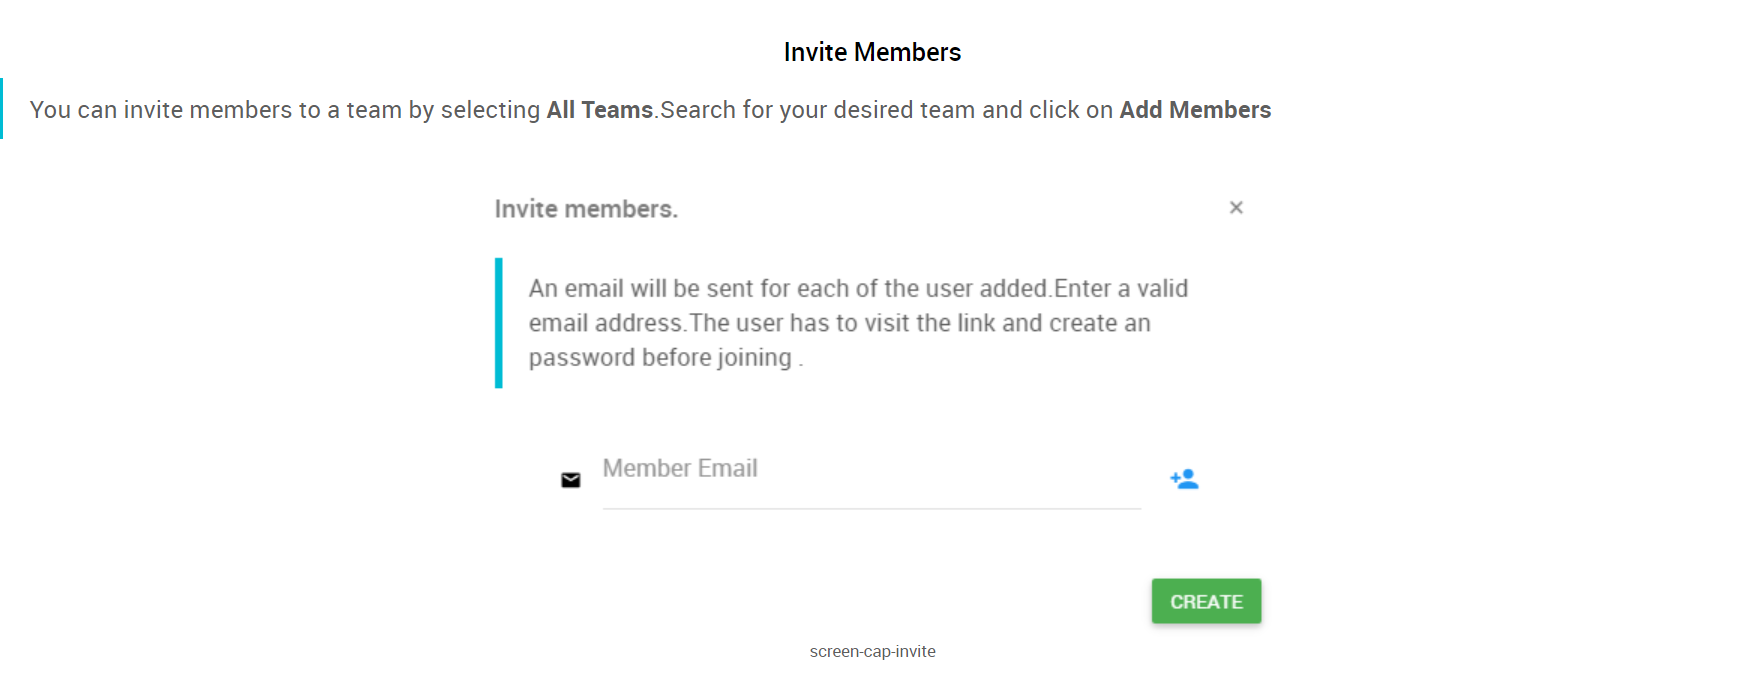 Invite Members
You can invite members to a team by selecting All Teams.Search for your desired team and click on Add Members
Invite members.
×
An email will be sent for each of the user added.Enter a valid
email address.The user has to visit the link and create an
password before joining .
Member Email
CREATE
screen-cap-invite